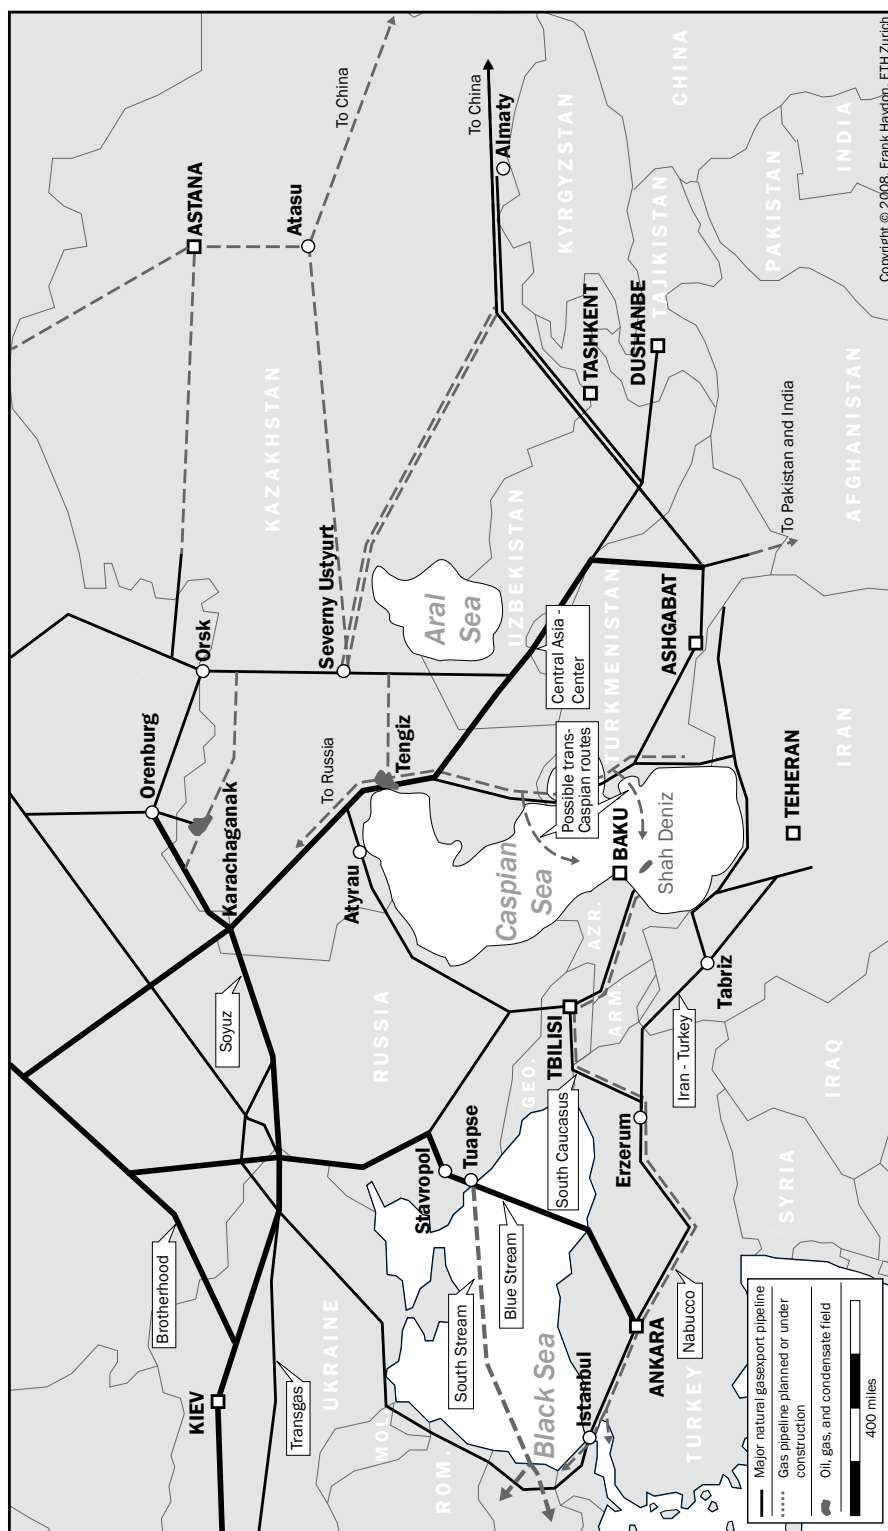 KIEV
Brotherhood
Transgas
UKRAINE
MOL.
ROM.
Black Sea
South Stream
Blue Stream
Istanbul
ANKARA
TURKEY
Nabucco
Stavropol
Tuapse
Soyuz
RUSSIA
GEO.
TBILISI
South Caucasus
ARM.
AZR.
Erzerum
Iran - Turkey
Tabriz
SYRIA
IRAQ
Orenburg
Karachaganak
Orsk
To Russia
Atyrau
Tengiz
Caspian
Sea
Possible trans-
Caspian routes
BAKU
Shah Deniz
TEHERAN
IRAN
Severny Ustyurt
Aral
Sea
Central Asia -
Center
UZBEKISTAN
TURKMENISTAN
ASHGABAT
KAZAKHSTAN
ASTANA
Atasu
To China
To China
Almaty
KYRGYZSTAN
TASHKENT
DUSHANBE
TAJIKISTAN
CHINA
PAKISTAN
INDIA
AFGHANISTAN
To Pakistan and India
Major natural gasexport pipeline
Gas pipeline planned or under
construction
Oil, gas, and condensate field
400 miles
Copyright © 2008, Frank Haydon, ETH Zurich